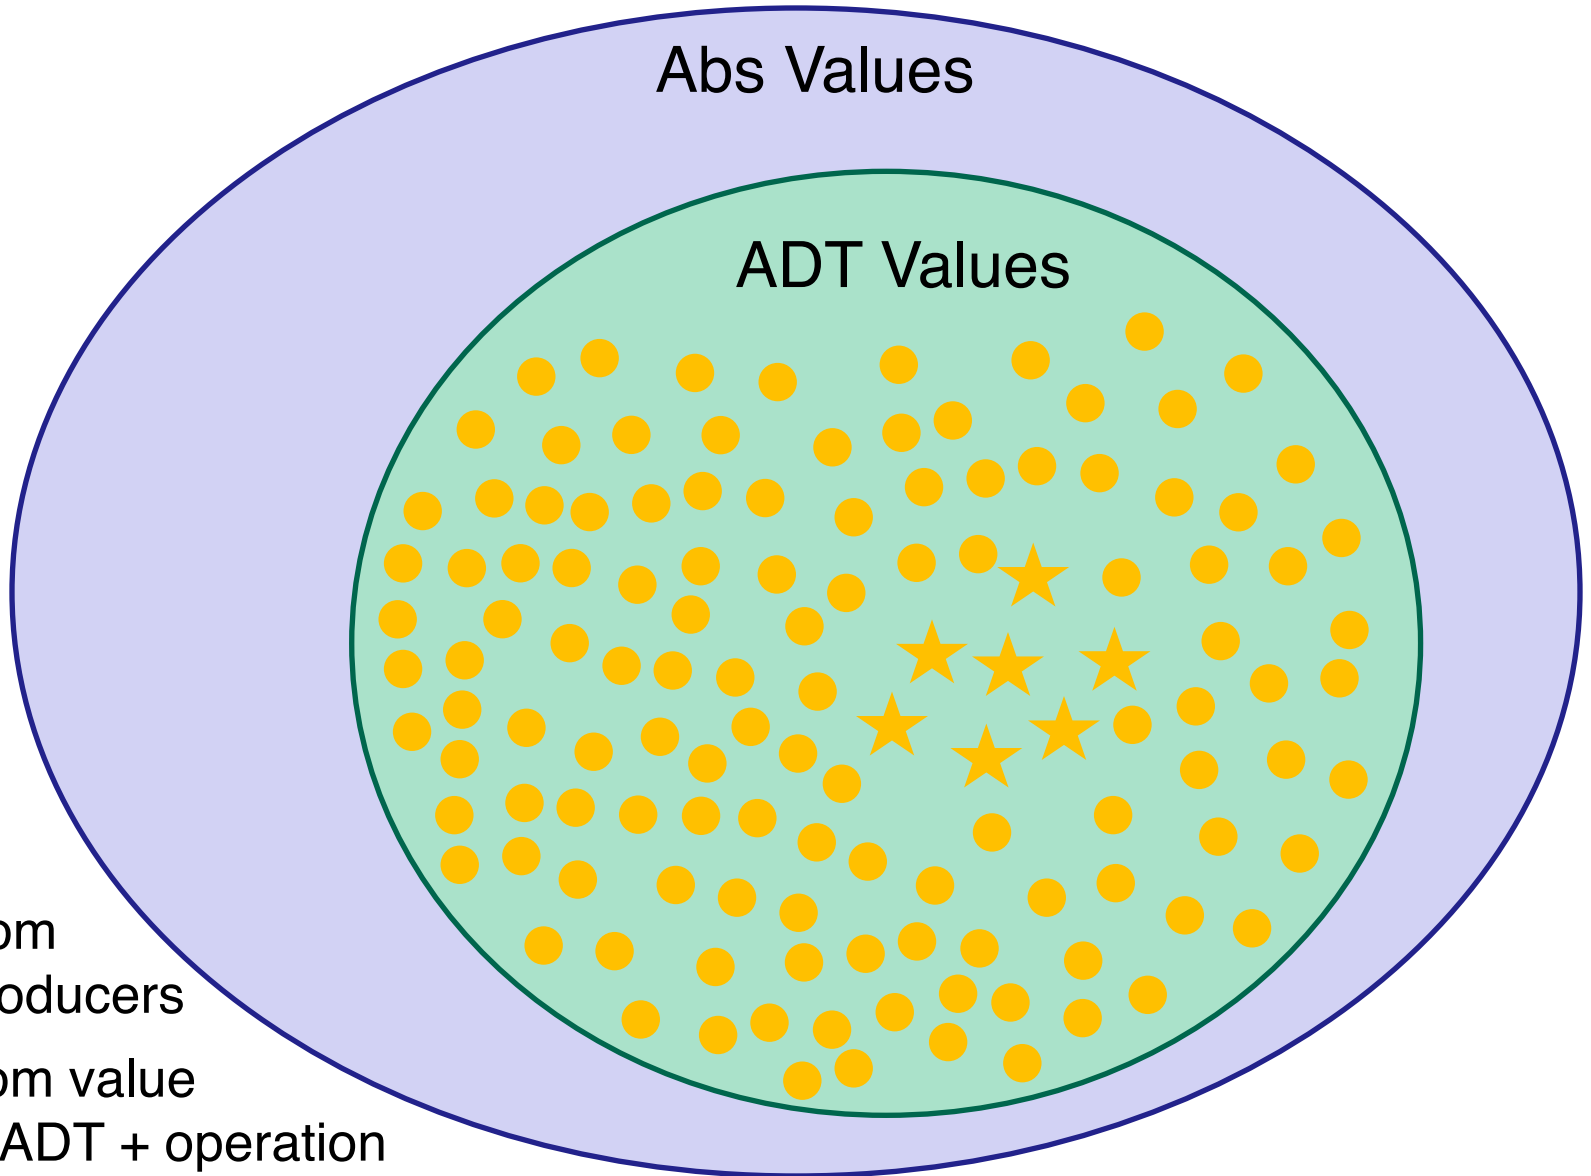 Abs Values
ADT Values
om
oducers
om value
ADT + operation